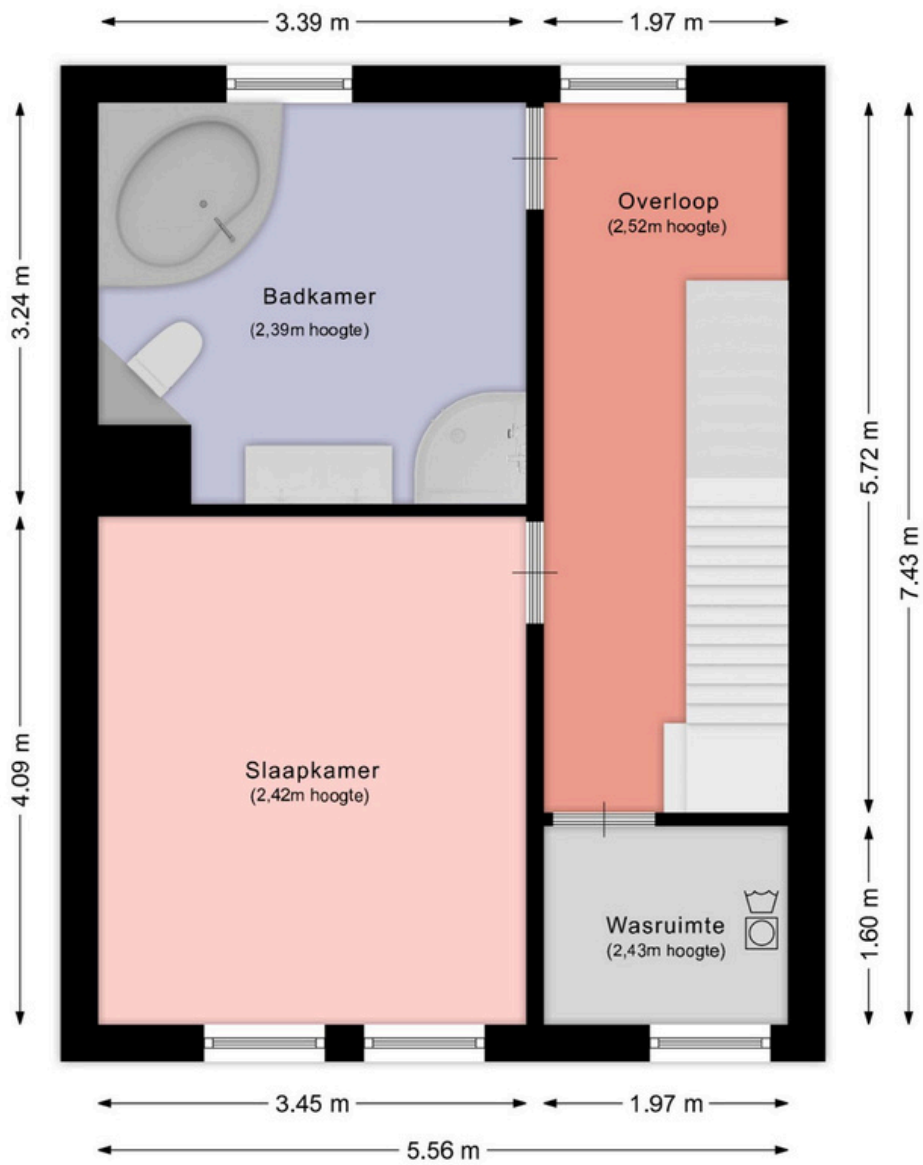 3.39 m
1.97 m
Overloop
(2,52m hoogte)
Badkamer
(2,39m hoogte)
3.24 m
5.72 m
7.43 m
Slaapkamer
(2,42m hoogte)
4.09 m
Wasruimte
(2,43m hoogte)
1.60 m
3.45 m
1.97 m
5.56 m